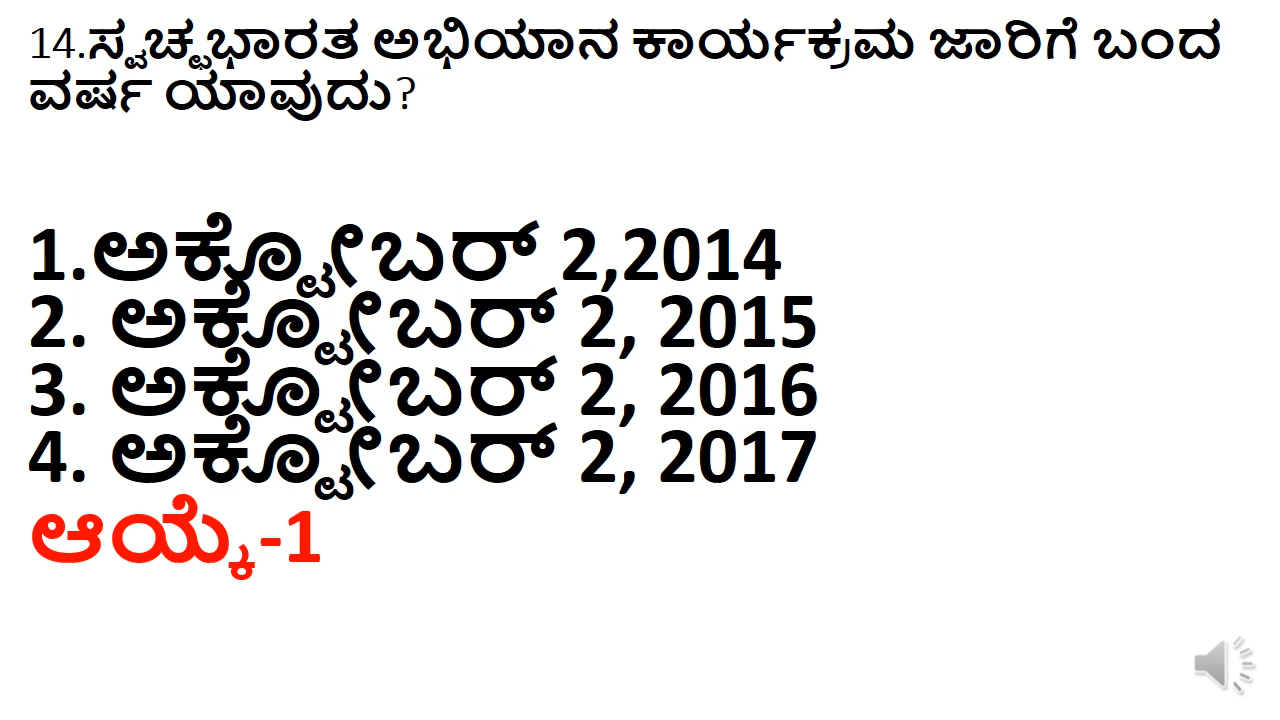 14.ಸ್ವಚ್ಛಭಾರತ ಅಭಿಯಾನ ಕಾರ್ಯಕ್ರಮ ಜಾರಿಗೆ ಬಂದ
ವರ್ಷ ಯಾವುದು?
1.ಅಕ್ಟೋಬರ್ 2,2014
2. ಅಕ್ಟೋಬರ್ 2, 2015
3. ಅಕ್ಟೋಬರ್ 2, 2016
4. ಅಕ್ಟೋಬರ್ 2, 2017
ಆಯ್ಕೆ-1